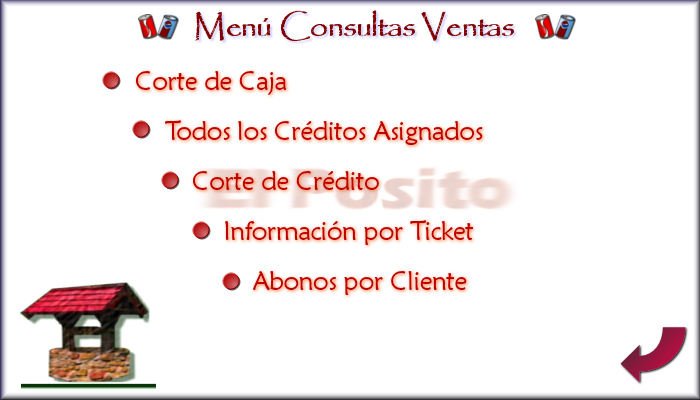 Menú Consultas Ventas
Corte de Caja
Todos los Créditos Asignados
El Posito
Corte de Crédito
Información por Ticket
Abonos por Cliente